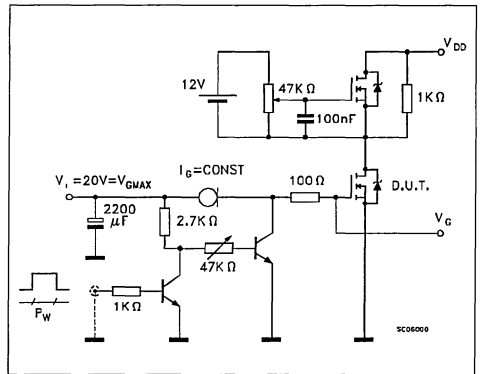 V_DD
12V
47KΩ
100nF
1KΩ
V_i =20V=V_GMAX
I_G=CONST
100Ω
D.U.T.
2200
μF
2.7KΩ
47KΩ
V_G
1KΩ
P_W
SC06000